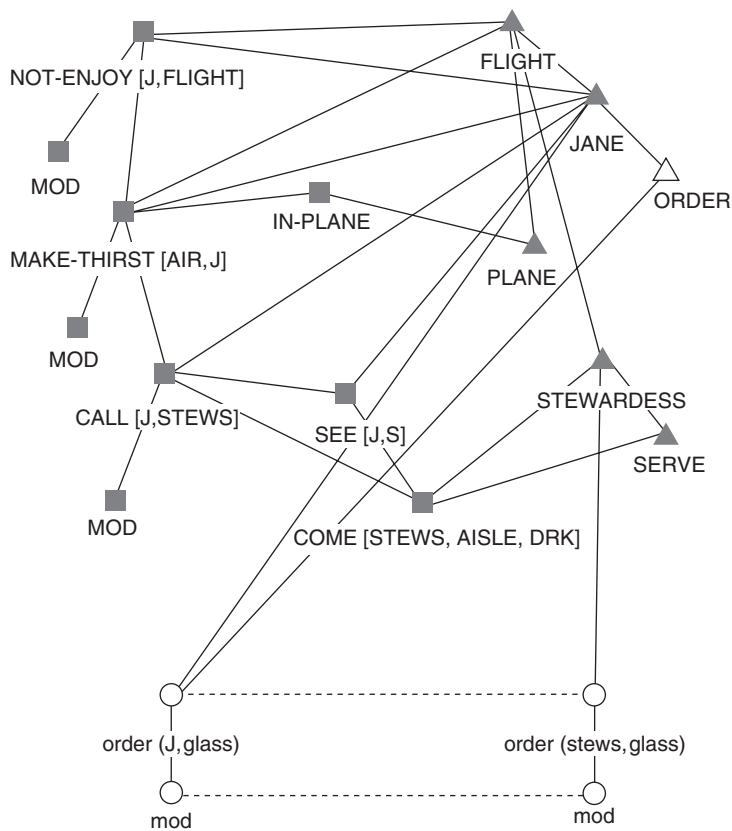 FLIGHT
NOT-ENJOY [J,FLIGHT]
JANE
MOD
ORDER
IN-PLANE
MAKE-THIRST [AIR,J]
PLANE
MOD
STEWARDESS
CALL [J,STEWS]
SEE [J,S]
SERVE
MOD
COME [STEWS, AISLE, DRK]
order (J,glass)
order (stews,glass)
mod
mod